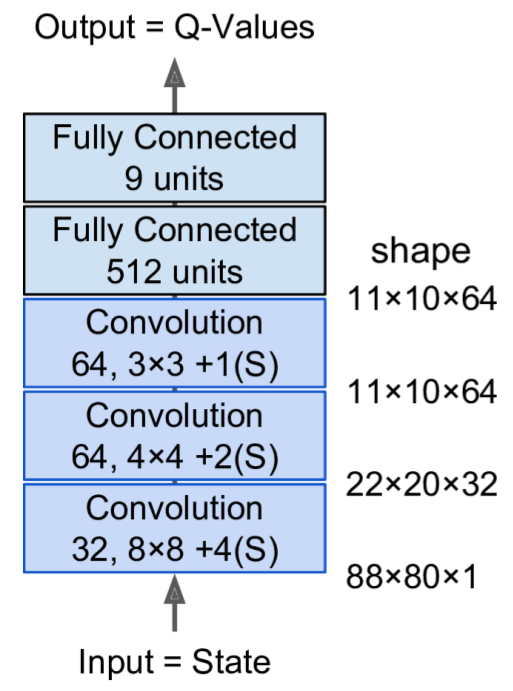 Output = Q-Values
Fully Connected
9 units
Fully Connected
512 units
shape
11×10×64
Convolution
64, 3×3 +1(S)
11×10×64
Convolution
64, 4×4 +2(S)
22×20×32
Convolution
32, 8×8 +4(S)
88×80×1
Input = State